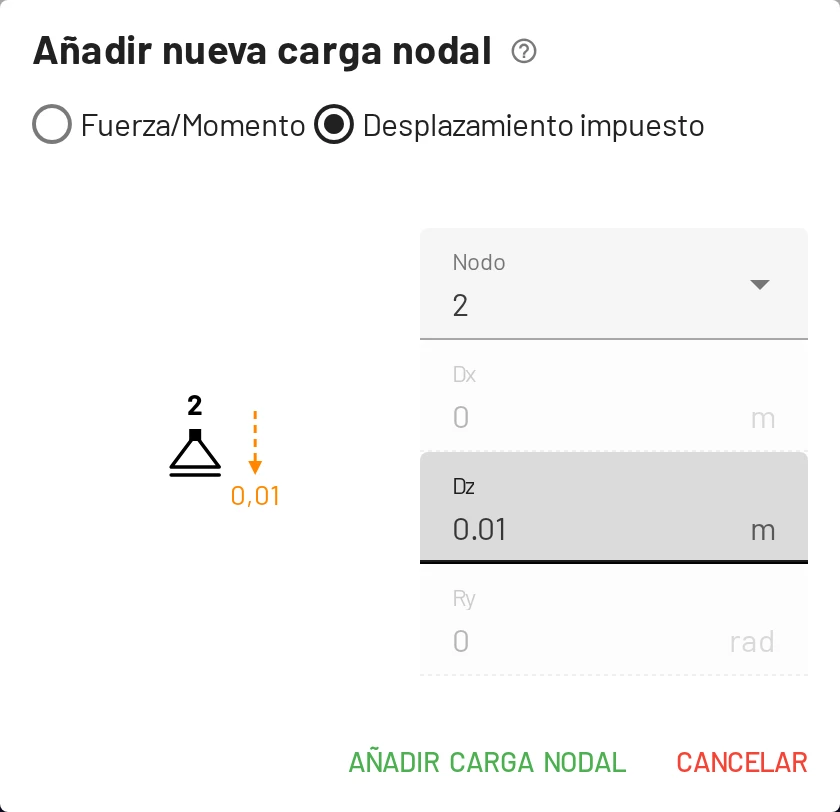 Añadir nueva carga nodal ?
Fuerza/Momento Desplazamiento impuesto
Nodo
2
Dx
0 m
2
0,01
Dz
0.01 m
Ry
0 rad
AÑADIR CARGA NODAL CANCELAR